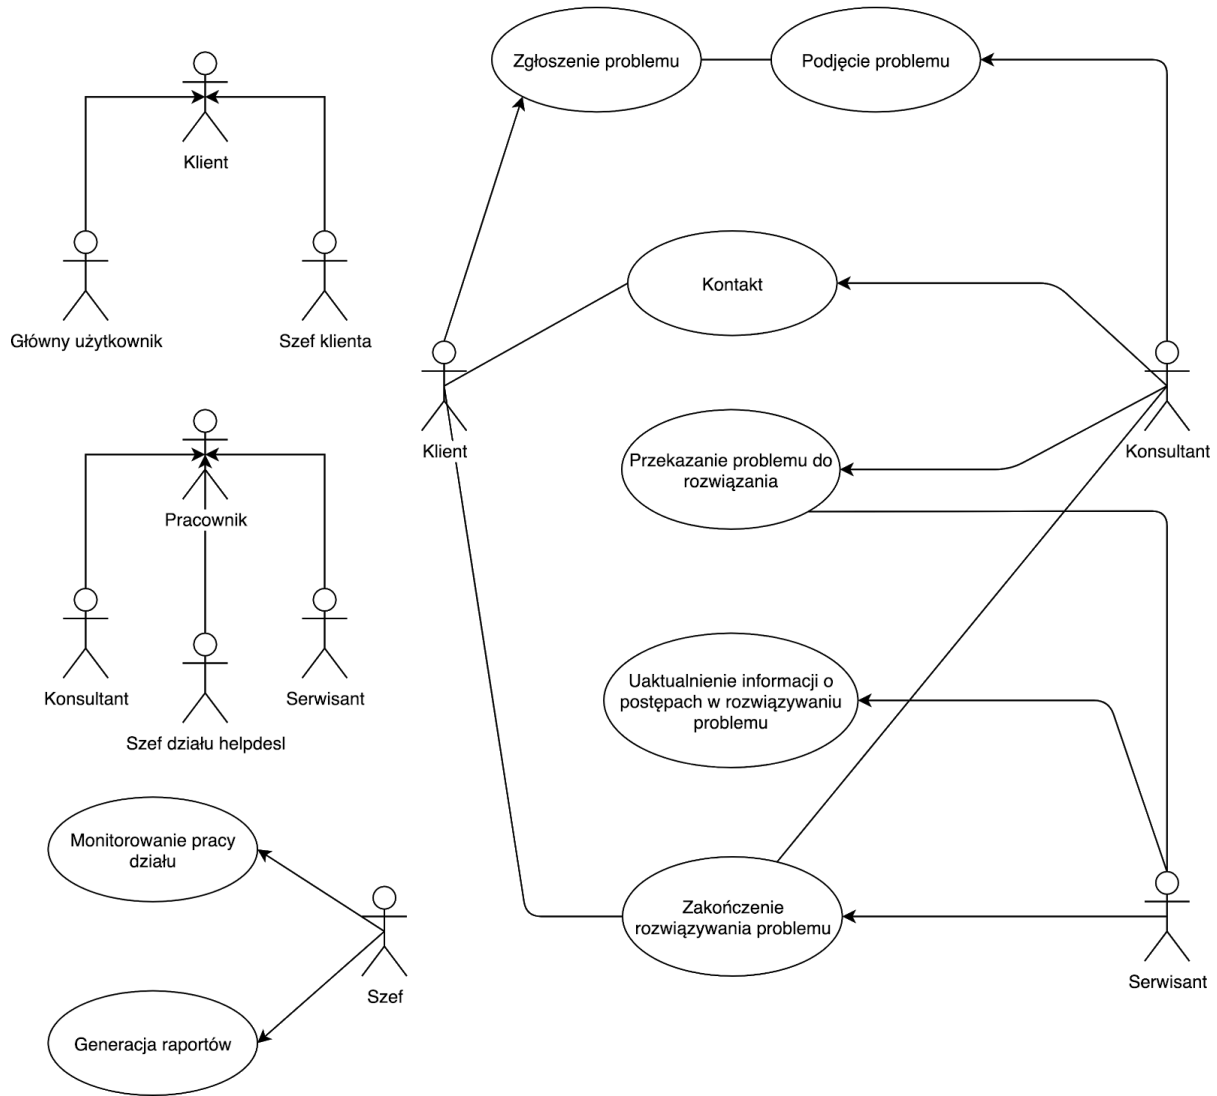 Zgłoszenie problemu
Podjęcie problemu
Klient
Główny użytkownik
Szef klienta
Kontakt
Klient
Konsultant
Pracownik
Przekazanie problemu do
rozwiązania
Konsultant
Serwisant
Szef działu helpdesl
Uaktualnienie informacji o
postępach w rozwiązywaniu
problemu
Monitorowanie pracy
działu
Szef
Generacja raportów
Zakończenie
rozwiązywania problemu
Serwisant